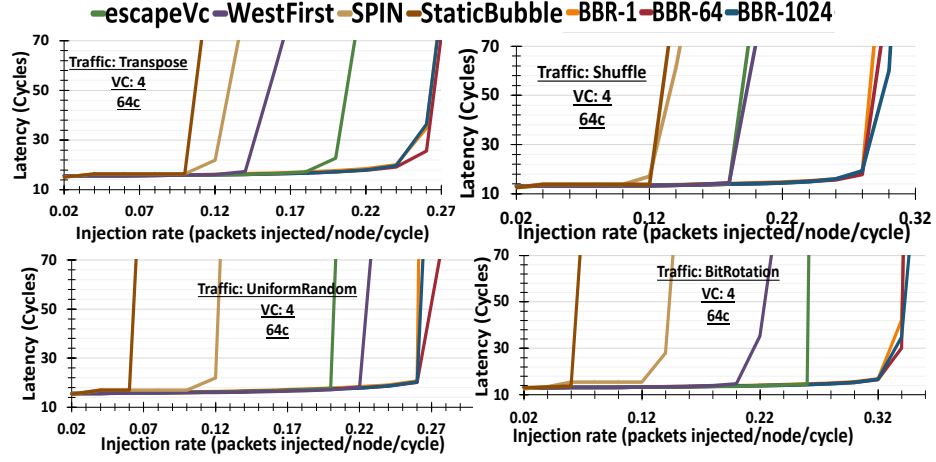 escapeVc WestFirst SPIN StaticBubble BBR-1 BBR-64 BBR-1024
70
50
30
10
Latency (Cycles)
Traffic: Transpose
VC: 4
64c
0.02 0.07 0.12 0.17 0.22 0.27
Injection rate (packets injected/node/cycle)
70
50
30
10
Latency (Cycles)
Traffic: Shuffle
VC: 4
64c
0.02 0.12 0.22 0.32
Injection rate (packets injected/node/cycle)
70
50
30
10
Latency (Cycles)
Traffic: UniformRandom
VC: 4
64c
0.02 0.07 0.12 0.17 0.22 0.27
Injection rate (packets injected/node/cycle)
70
50
30
10
Latency (Cycles)
Traffic: BitRotation
VC: 4
64c
0.02 0.12 0.22 0.32
Injection rate (packets injected/node/cycle)